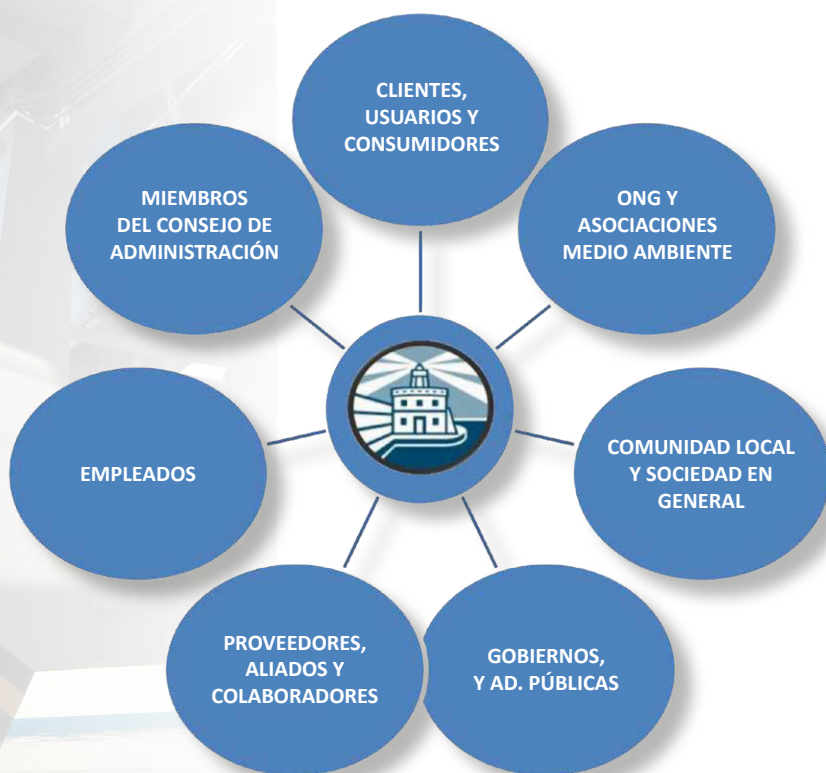 CLIENTES,
USUARIOS Y
CONSUMIDORES
MIEMBROS
DEL CONSEJO DE
ADMINISTRACIÓN
ONG Y
ASOCIACIONES
MEDIO AMBIENTE
EMPLEADOS
COMUNIDAD LOCAL
Y SOCIEDAD EN
GENERAL
PROVEEDORES,
ALIADOS Y
COLABORADORES
GOBIERNOS,
Y AD. PÚBLICAS